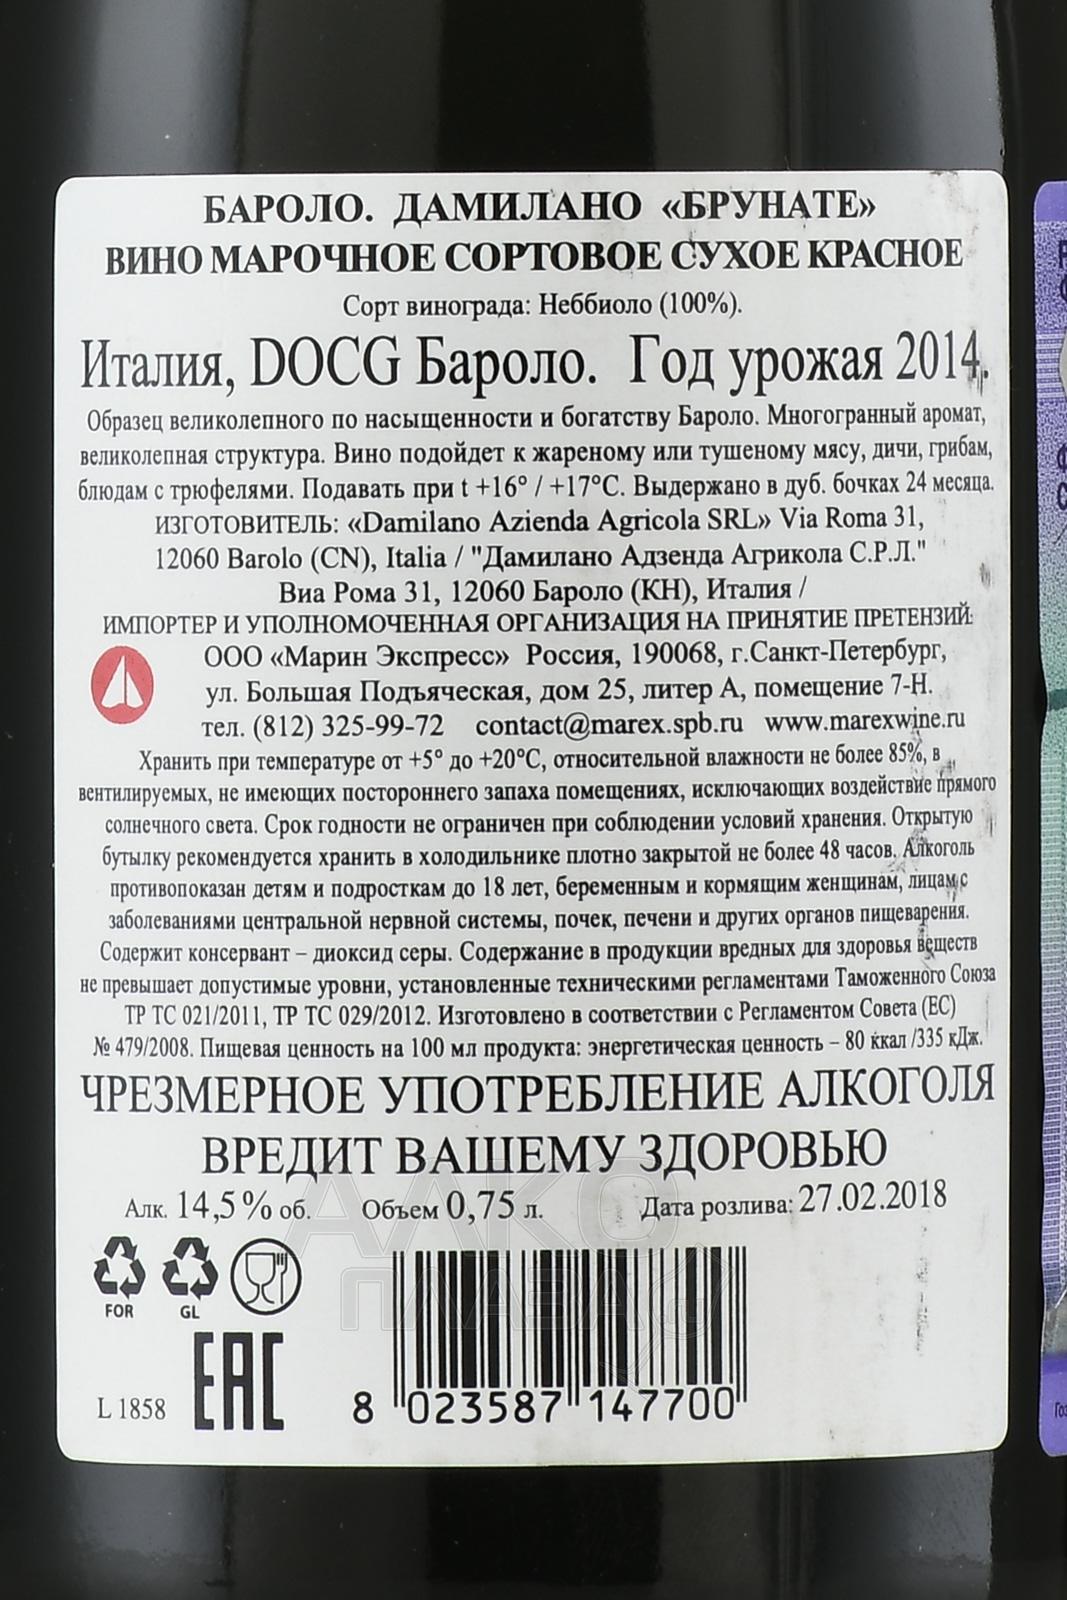 БАРОЛО. ДАМИЛАНО «БРУНАТЕ»
ВИНО МАРОЧНОЕ СОРТОВОЕ СУХОЕ КРАСНОЕ
Сорт винограда: Неббиоло (100%).
Италия, DOCG Бароло. Год урожая 2014.
Образец великолепного по насыщенности и богатству Бароло. Многогранный аромат,
великолепная структура. Вино подойдет к жареному или тушеному мясу, дичи, грибам,
блюдам с трюфелями. Подавать при t +16° / +17°С. Выдержано в дуб. бочках 24 месяца.
ИЗГОТОВИТЕЛЬ: «Damilano Azienda Agricola SRL» Via Roma 31,
12060 Barolo (CN), Italia / "Дамилано Адзенда Агрикола С.Р.Л."
Виа Рома 31, 12060 Бароло (КН), Италия /
ИМПОРТЕР И УПОЛНОМОЧЕННАЯ ОРГАНИЗАЦИЯ НА ПРИНЯТИЕ ПРЕТЕНЗИЙ:
ООО «Марин Экспресс» Россия, 190068, г.Санкт-Петербург,
ул. Большая Подъяческая, дом 25, литер А, помещение 7-Н.
тел. (812) 325-99-72 contact@marex.spb.ru www.marexwine.ru
Хранить при температуре от +5° до +20°С, относительной влажности не более 85%, в
вентилируемых, не имеющих постороннего запаха помещениях, исключающих воздействие прямого
солнечного света. Срок годности не ограничен при соблюдении условий хранения. Открытую
бутылку рекомендуется хранить в холодильнике плотно закрытой не более 48 часов. Алкоголь
противопоказан детям и подросткам до 18 лет, беременным и кормящим женщинам, лицам с
заболеваниями центральной нервной системы, почек, печени и других органов пищеварения.
Содержит консервант – диоксид серы. Содержание в продукции вредных для здоровья веществ
не превышает допустимые уровни, установленные техническими регламентами Таможенного Союза
ТР ТС 021/2011, ТР ТС 029/2012. Изготовлено в соответствии с Регламентом Совета (ЕС)
№ 479/2008. Пищевая ценность на 100 мл продукта: энергетическая ценность – 80 ккал /335 кДж.
ЧРЕЗМЕРНОЕ УПОТРЕБЛЕНИЕ АЛКОГОЛЯ
ВРЕДИТ ВАШЕМУ ЗДОРОВЬЮ
Алк. 14,5% об. Объем 0,75 л. Дата розлива: 27.02.2018
АЛКО
ПЛАЗА.ru
FOR GL
EAC
L 1858
8 023587 147700